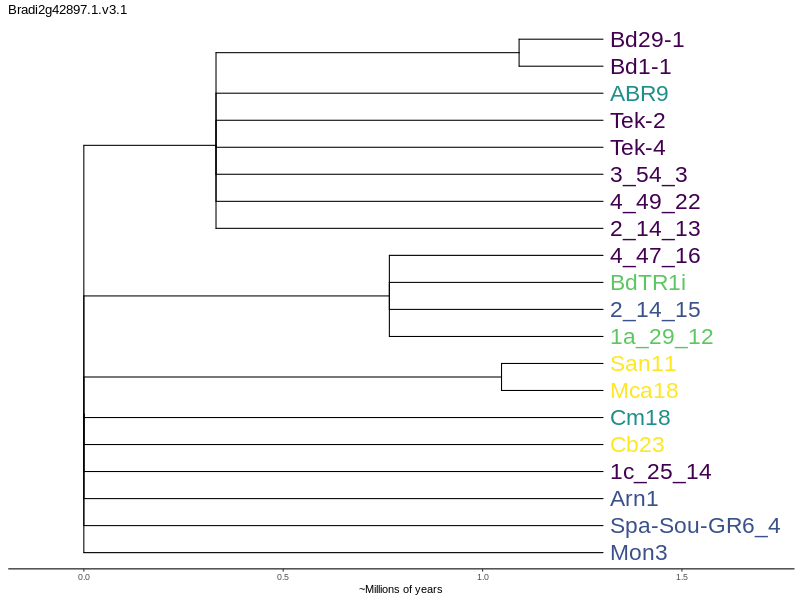 Bradi2g42897.1.v3.1
Bd29-1
Bd1-1
ABR9
Tek-2
Tek-4
3_54_3
4_49_22
2_14_13
4_47_16
BdTR1i
2_14_15
1a_29_12
San11
Mca18
Cm18
Cb23
1c_25_14
Arn1
Spa-Sou-GR6_4
Mon3
0.0 0.5 1.0 1.5
~Millions of years